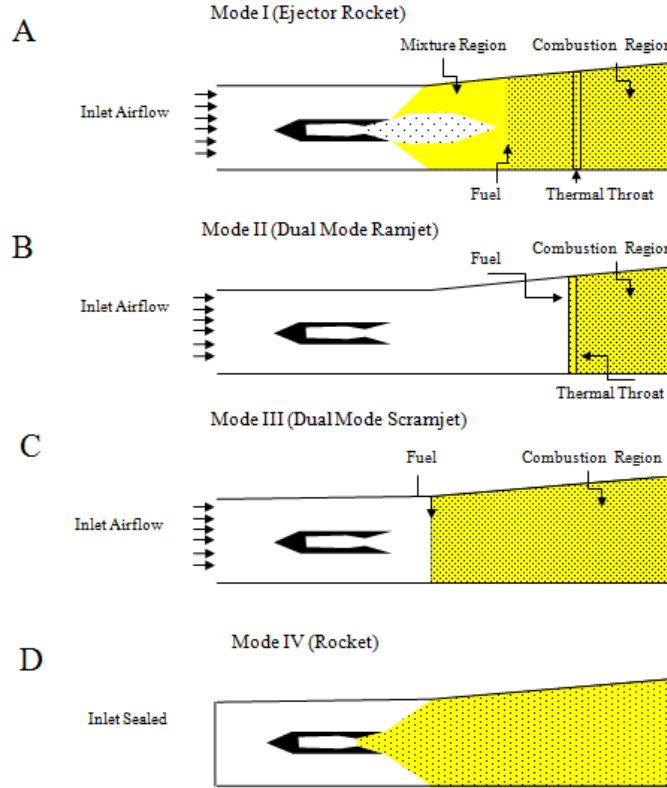 A
Mode I (Ejector Rocket)
Mixture Region
Combustion Region
Inlet Airflow
Fuel
Thermal Throat
B
Mode II (Dual Mode Ramjet)
Fuel
Combustion Region
Inlet Airflow
Thermal Throat
C
Mode III (Dual Mode Scramjet)
Fuel
Combustion Region
Inlet Airflow
D
Mode IV (Rocket)
Inlet Sealed